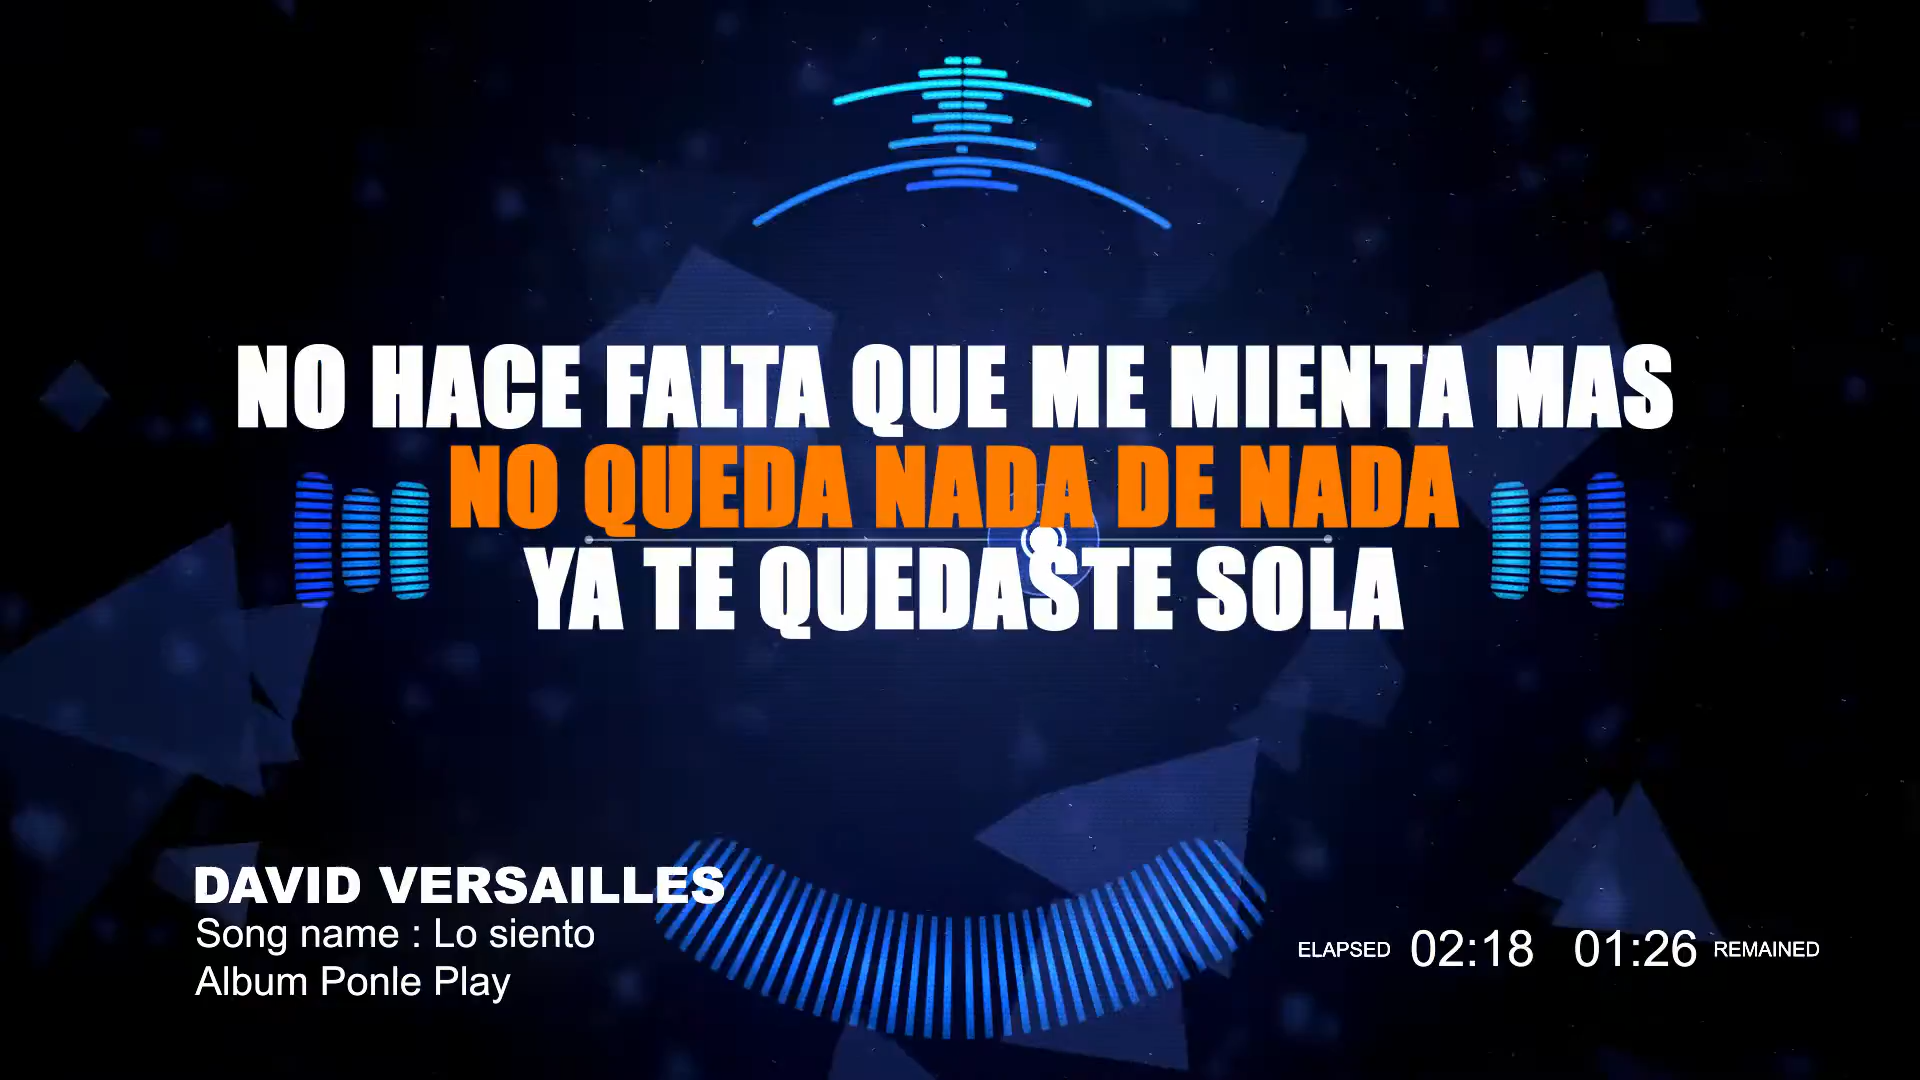 NO HACE FALTA QUE ME MIENTA MAS
NO QUEDA NADA DE NADA
YA TE QUEDASTE SOLA
DAVID VERSAILLES
Song name : Lo siento
Album Ponle Play
ELAPSED 02:18 01:26 REMAINED